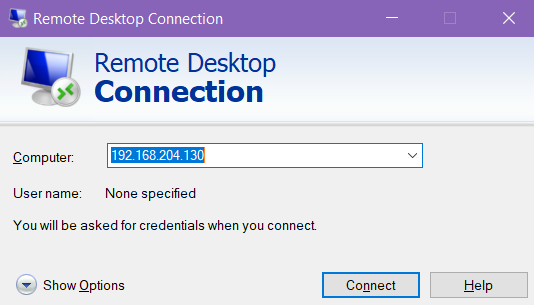 Remote Desktop Connection
Remote Desktop
Connection
Computer: 192.168.204.130
User name: None specified
You will be asked for credentials when you connect.
Show Options Connect Help